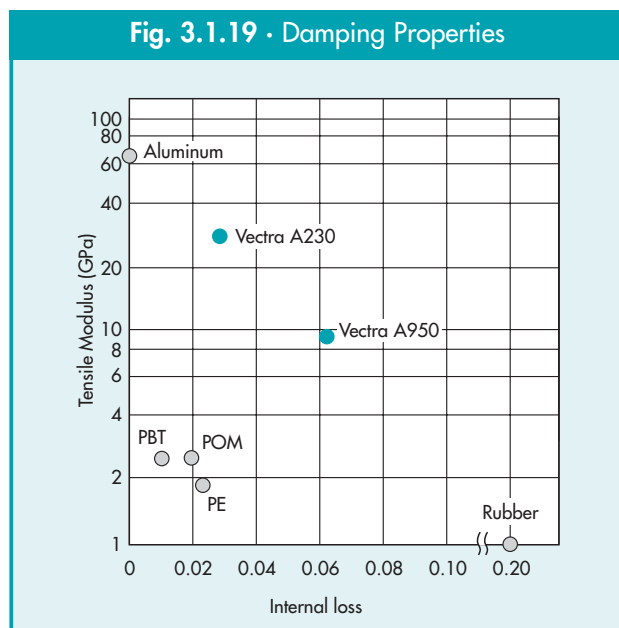 Fig. 3.1.19 · Damping Properties
100
80
Aluminum
60
40
Vectra A230
20
10
Vectra A950
8
6
4
PBT
POM
2
PE
Rubber
1
0 0.02 0.04 0.06 0.08 0.10 0.20
Tensile Modulus (GPa)
Internal loss